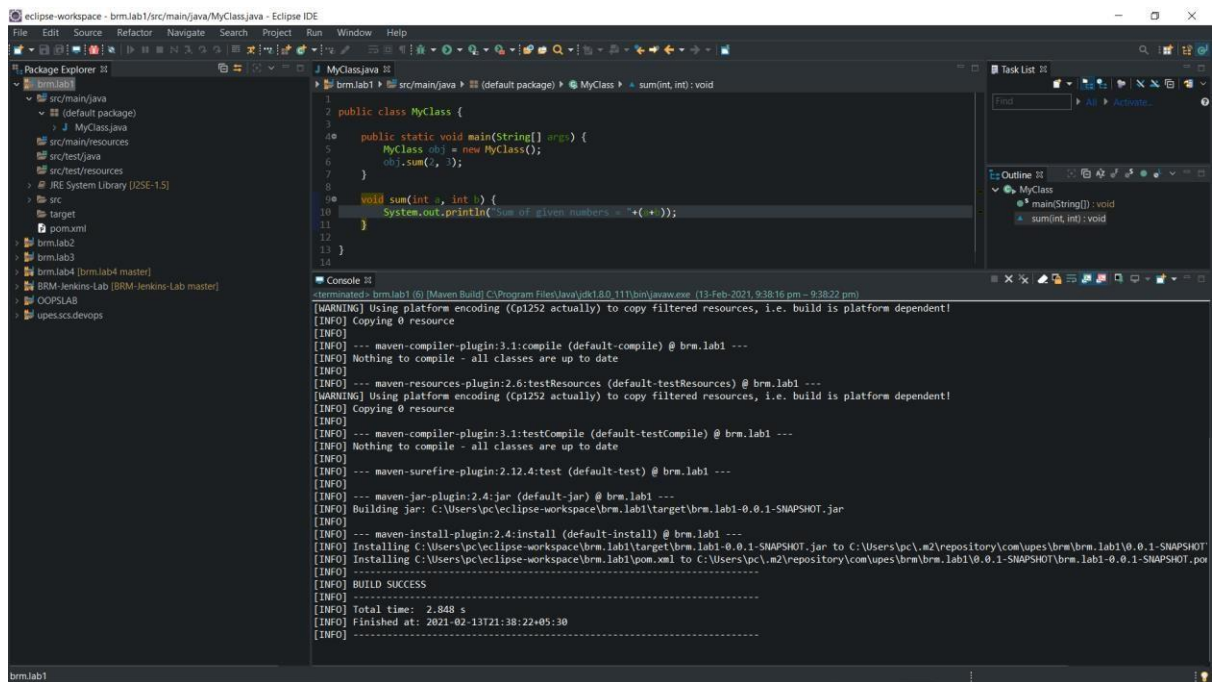 eclipse-workspace - brm.lab1/src/main/java/MyClass.java - Eclipse IDE
File Edit Source Refactor Navigate Search Project Run Window Help
Package Explorer
brm.lab1
src/main/java
(default package)
MyClass.java
src/main/resources
src/test/java
src/test/resources
JRE System Library [J2SE-1.5]
src
target
pom.xml
brm.lab2
brm.lab3
brm.lab4 [brm.lab4 master]
BRM-Jenkins-Lab [BRM-Jenkins-Lab master]
OOPSLAB
upes.scs.devops
MyClass.java
brm.lab1 src/main/java (default package) MyClass sum(int, int) : void
1
2 public class MyClass {
3
4 public static void main(String[] args) {
5 MyClass obj = new MyClass();
6 obj.sum(2, 3);
7 }
8
9 void sum(int a, int b) {
10 System.out.println("Sum of given numbers = "+(a+b));
11 }
12
13 }
14
Task List
Find All Activate...
Outline
MyClass
main(String[]) : void
sum(int, int) : void
Console
<terminated> brm.lab1 (6) [Maven Build] C:\Program Files\Java\jdk1.8.0_111\bin\javaw.exe (13-Feb-2021, 9:38:16 pm – 9:38:22 pm)
[WARNING] Using platform encoding (Cp1252 actually) to copy filtered resources, i.e. build is platform dependent!
[INFO] Copying 0 resource
[INFO]
[INFO] --- maven-compiler-plugin:3.1:compile (default-compile) @ brm.lab1 ---
[INFO] Nothing to compile - all classes are up to date
[INFO]
[INFO] --- maven-resources-plugin:2.6:testResources (default-testResources) @ brm.lab1 ---
[WARNING] Using platform encoding (Cp1252 actually) to copy filtered resources, i.e. build is platform dependent!
[INFO] Copying 0 resource
[INFO]
[INFO] --- maven-compiler-plugin:3.1:testCompile (default-testCompile) @ brm.lab1 ---
[INFO] Nothing to compile - all classes are up to date
[INFO]
[INFO] --- maven-surefire-plugin:2.12.4:test (default-test) @ brm.lab1 ---
[INFO]
[INFO] --- maven-jar-plugin:2.4:jar (default-jar) @ brm.lab1 ---
[INFO] Building jar: C:\Users\pc\eclipse-workspace\brm.lab1\target\brm.lab1-0.0.1-SNAPSHOT.jar
[INFO]
[INFO] --- maven-install-plugin:2.4:install (default-install) @ brm.lab1 ---
[INFO] Installing C:\Users\pc\eclipse-workspace\brm.lab1\target\brm.lab1-0.0.1-SNAPSHOT.jar to C:\Users\pc\.m2\repository\com\upes\brm\brm.lab1\0.0.1-SNAPSHOT
[INFO] Installing C:\Users\pc\eclipse-workspace\brm.lab1\pom.xml to C:\Users\pc\.m2\repository\com\upes\brm\brm.lab1\0.0.1-SNAPSHOT\brm.lab1-0.0.1-SNAPSHOT.po
[INFO] ------------------------------------------------------------------------
[INFO] BUILD SUCCESS
[INFO] ------------------------------------------------------------------------
[INFO] Total time: 2.848 s
[INFO] Finished at: 2021-02-13T21:38:22+05:30
[INFO] ------------------------------------------------------------------------
brm.lab1